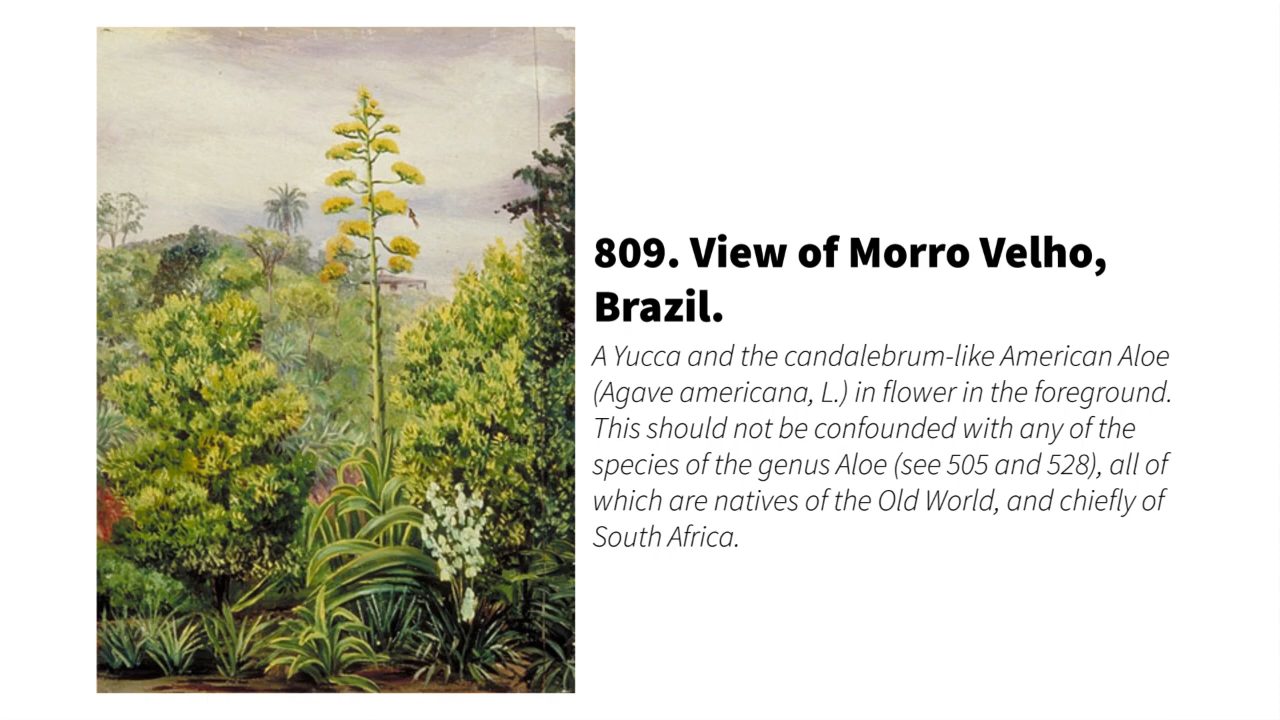 809. View of Morro Velho,
Brazil.
A Yucca and the candalebrum-like American Aloe
(Agave americana, L.) in flower in the foreground.
This should not be confounded with any of the
species of the genus Aloe (see 505 and 528), all of
which are natives of the Old World, and chiefly of
South Africa.